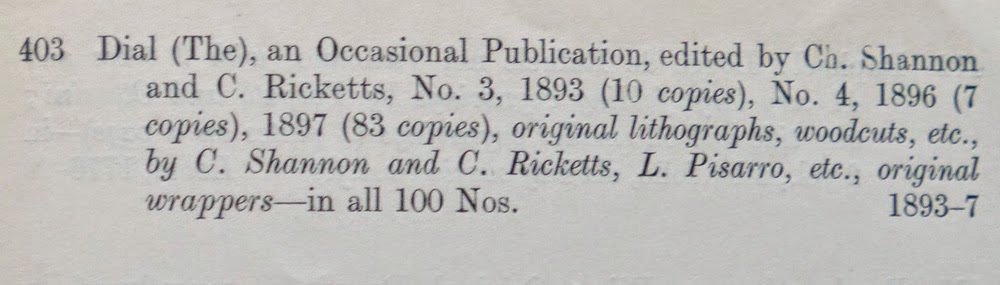 403 Dial (The), an Occasional Publication, edited by Ch. Shannon
and C. Ricketts, No. 3, 1893 (10 copies), No. 4, 1896 (7
copies), 1897 (83 copies), original lithographs, woodcuts, etc.,
by C. Shannon and C. Ricketts, L. Pisarro, etc., original
wrappers—in all 100 Nos. 1893–7